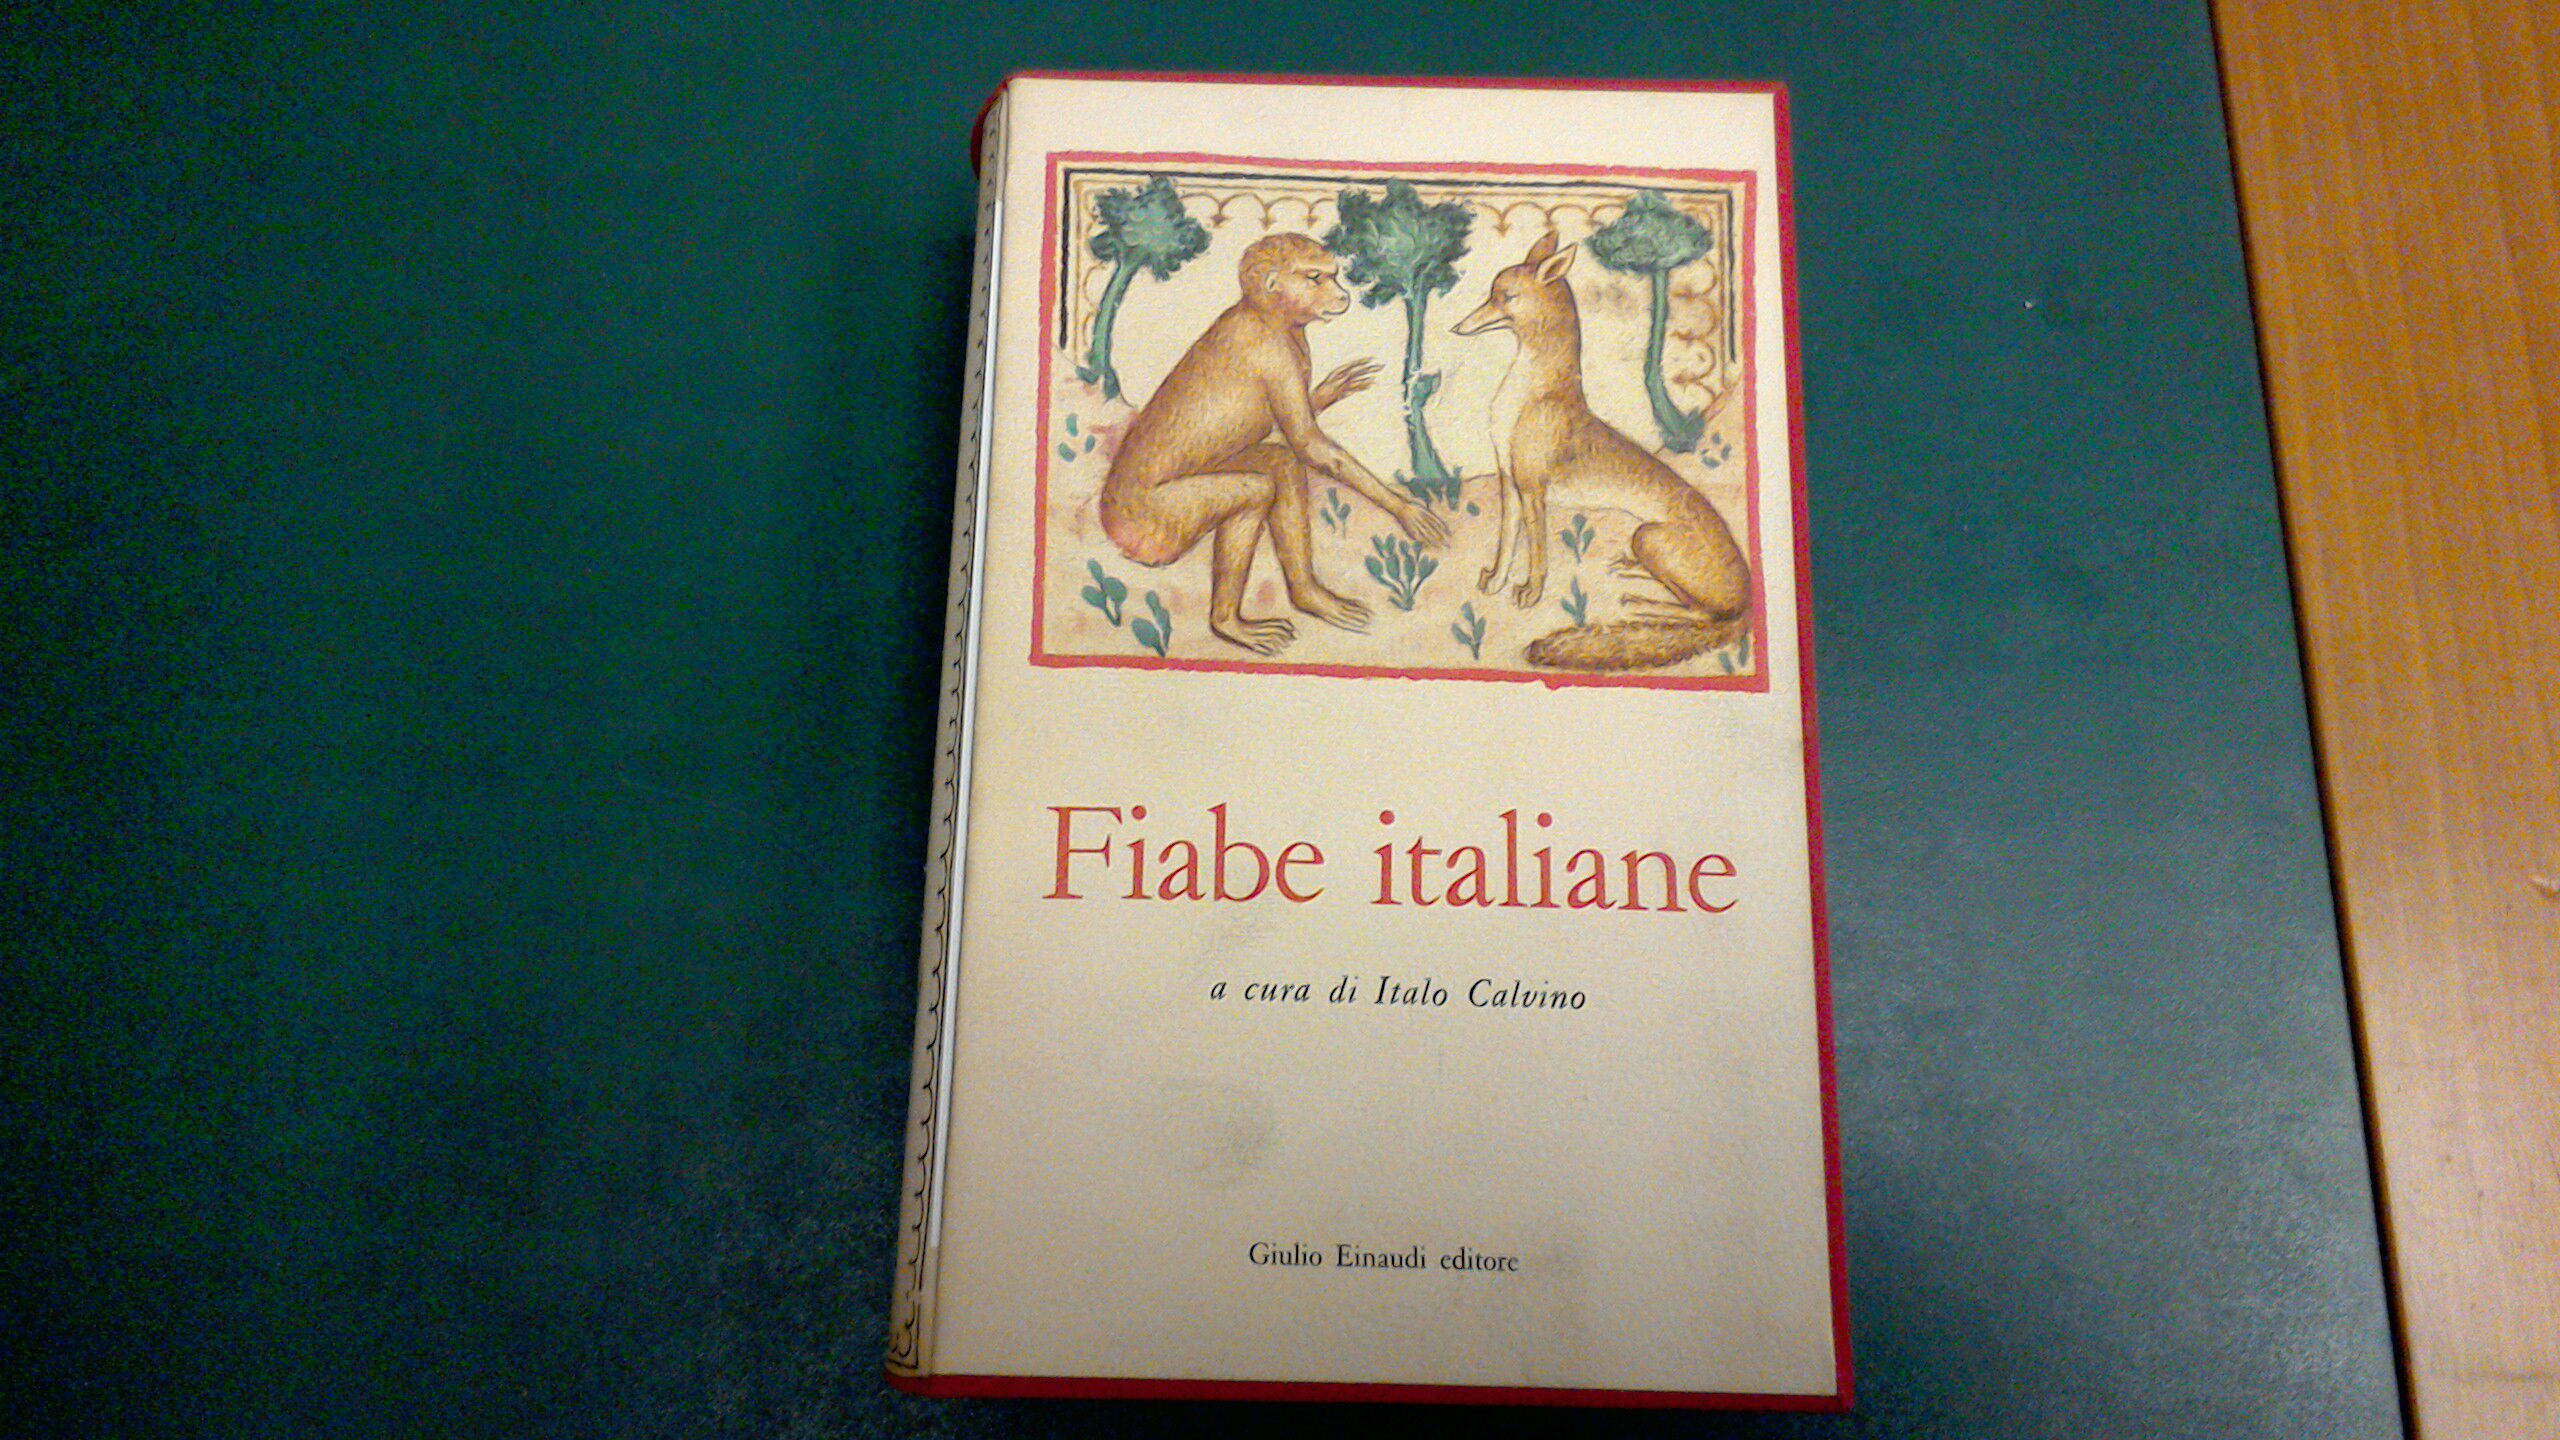 Fiabe italiane
a cura di Italo Calvino
Giulio Einaudi editore